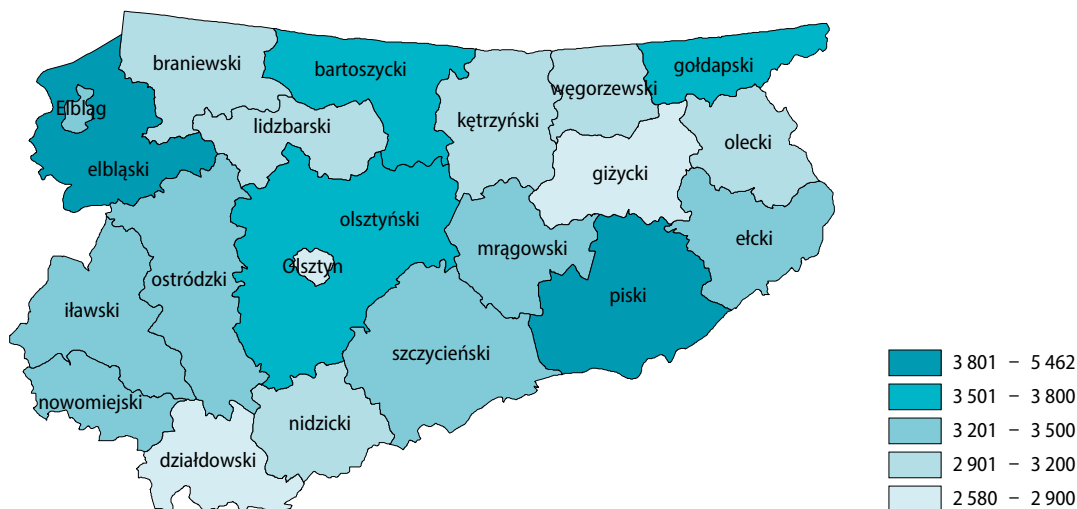 braniewski
bartoszycki
gołdapski
węgorzewski
Elbląg
kętrzyński
lidzbarski
olecki
elbląski
giżycki
olsztyński
ełcki
mrągowski
Olsztyn
ostródzki
piski
iławski
szczycieński
nowomiejski
nidzicki
działdowski
3 801 – 5 462
3 501 – 3 800
3 201 – 3 500
2 901 – 3 200
2 580 – 2 900